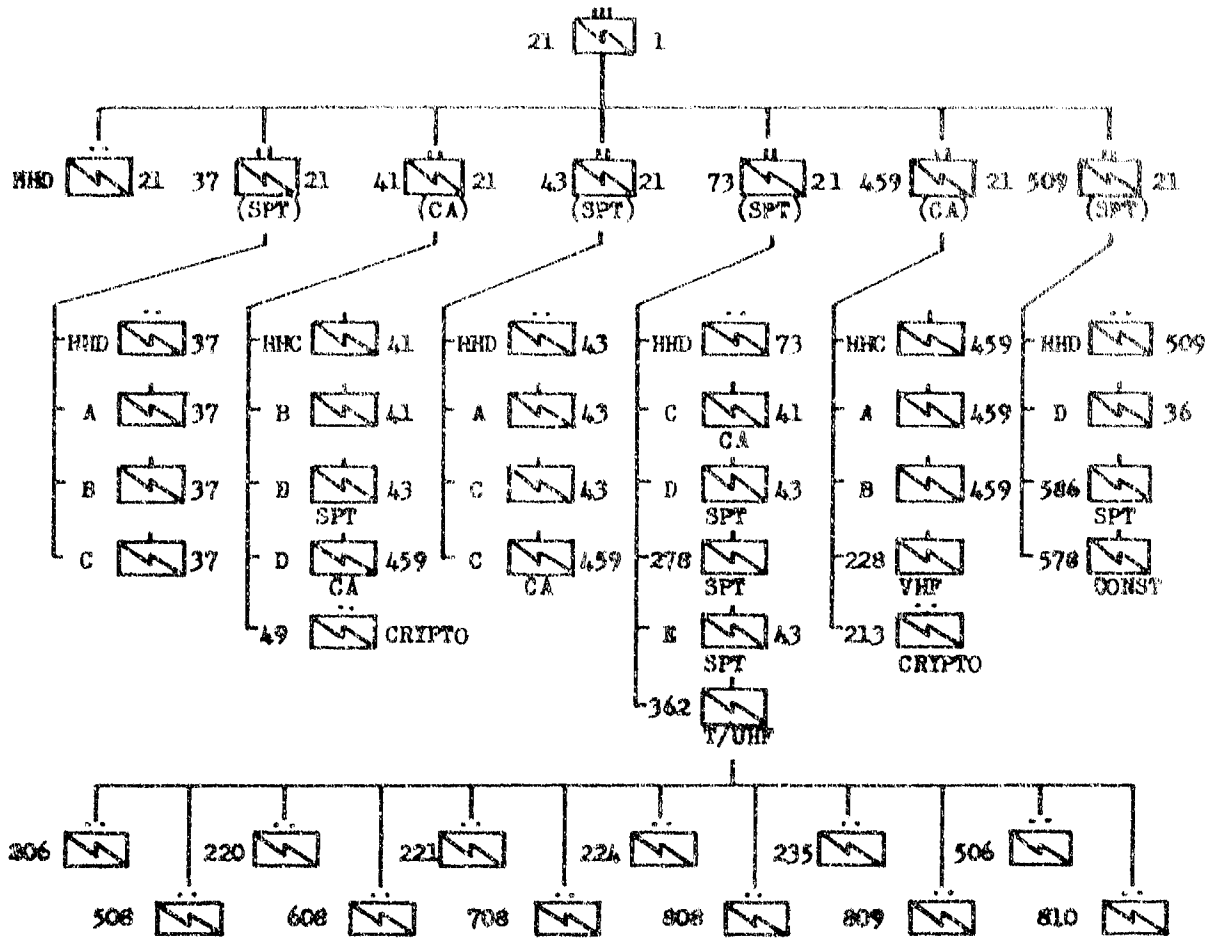 21 1
HHD 21 37 21 41 21 43 21 73 21 459 21 509 21
(SPT) (CA) (SPT) (SPT) (CA) (SPT)
HHD 37 HHC 41 HHD 43 HHD 73 HHC 459 HHD 509
A 37 B 41 A 43 C 41 A 459 D 36
CA
B 37 43 C 43 D 43 B 459 586
SPT SPT SPT
C 37 D 459 C 459 278 228 578
CA CA SPT VHF CONST
49 CRYPTO E 43 213
SPT CRYPTO
362
T/UHF
206 220 221 224 235 506
508 608 708 808 809 810